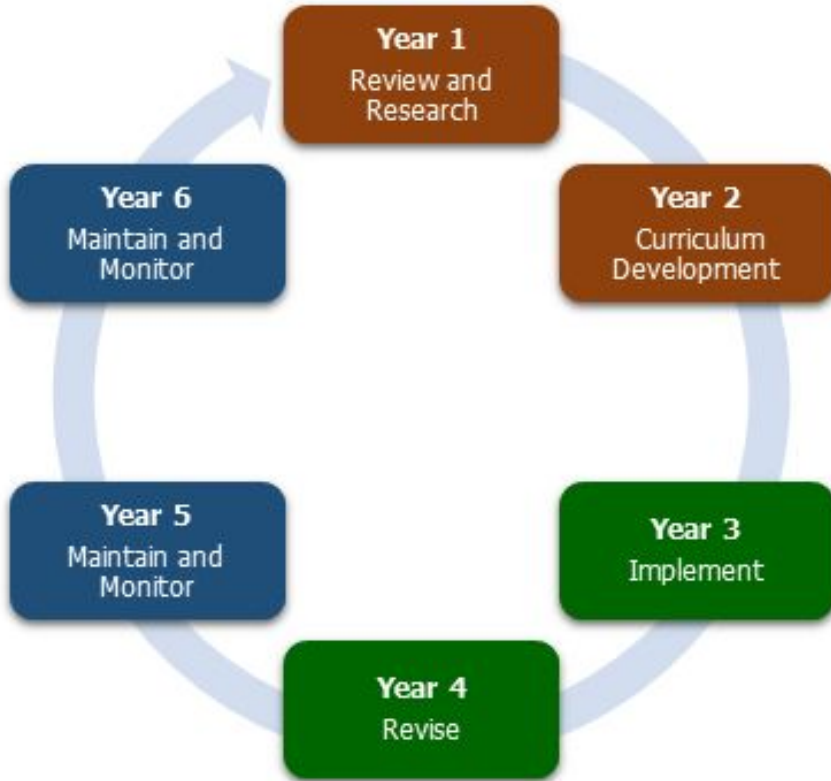 Year 1
Review and
Research
Year 2
Curriculum
Development
Year 3
Implement
Year 4
Revise
Year 5
Maintain and
Monitor
Year 6
Maintain and
Monitor